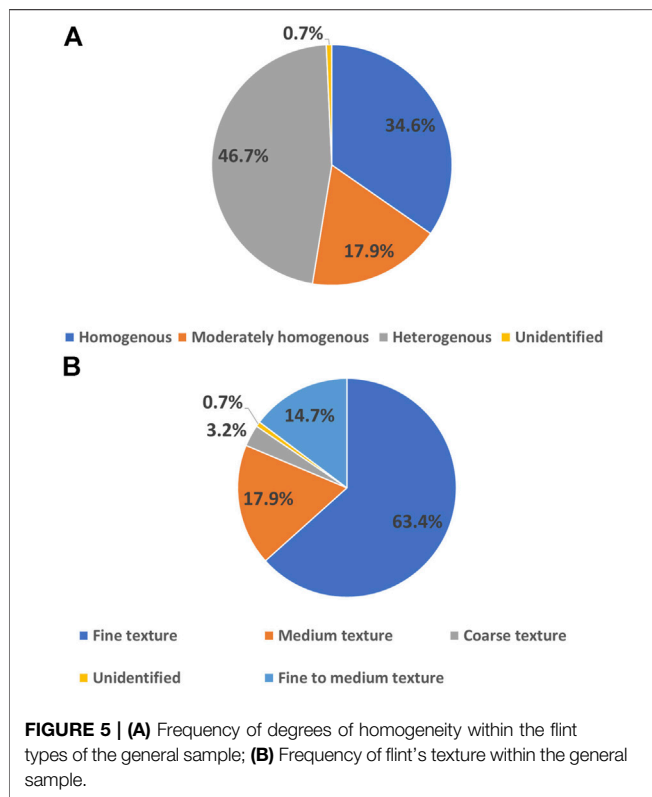 A
0.7%
34.6%
46.7%
17.9%
Homogenous Moderately homogenous Heterogenous Unidentified
B
0.7%
14.7%
3.2%
17.9%
63.4%
Fine texture Medium texture Coarse texture
Unidentified Fine to medium texture
FIGURE 5 | (A) Frequency of degrees of homogeneity within the flint
types of the general sample; (B) Frequency of flint's texture within the general
sample.